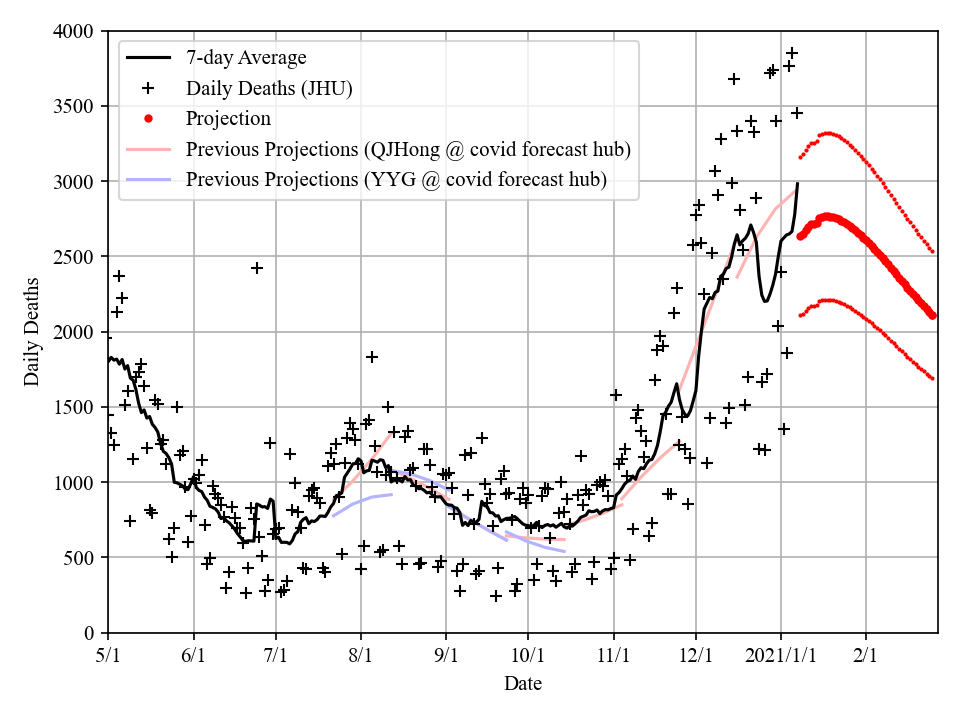 4000
3500
3000
2500
2000
1500
1000
500
0
Daily Deaths
7-day Average
Daily Deaths (JHU)
Projection
Previous Projections (QJHong @ covid forecast hub)
Previous Projections (YYG @ covid forecast hub)
5/1 6/1 7/1 8/1 9/1 10/1 11/1 12/1 2021/1/1 2/1
Date